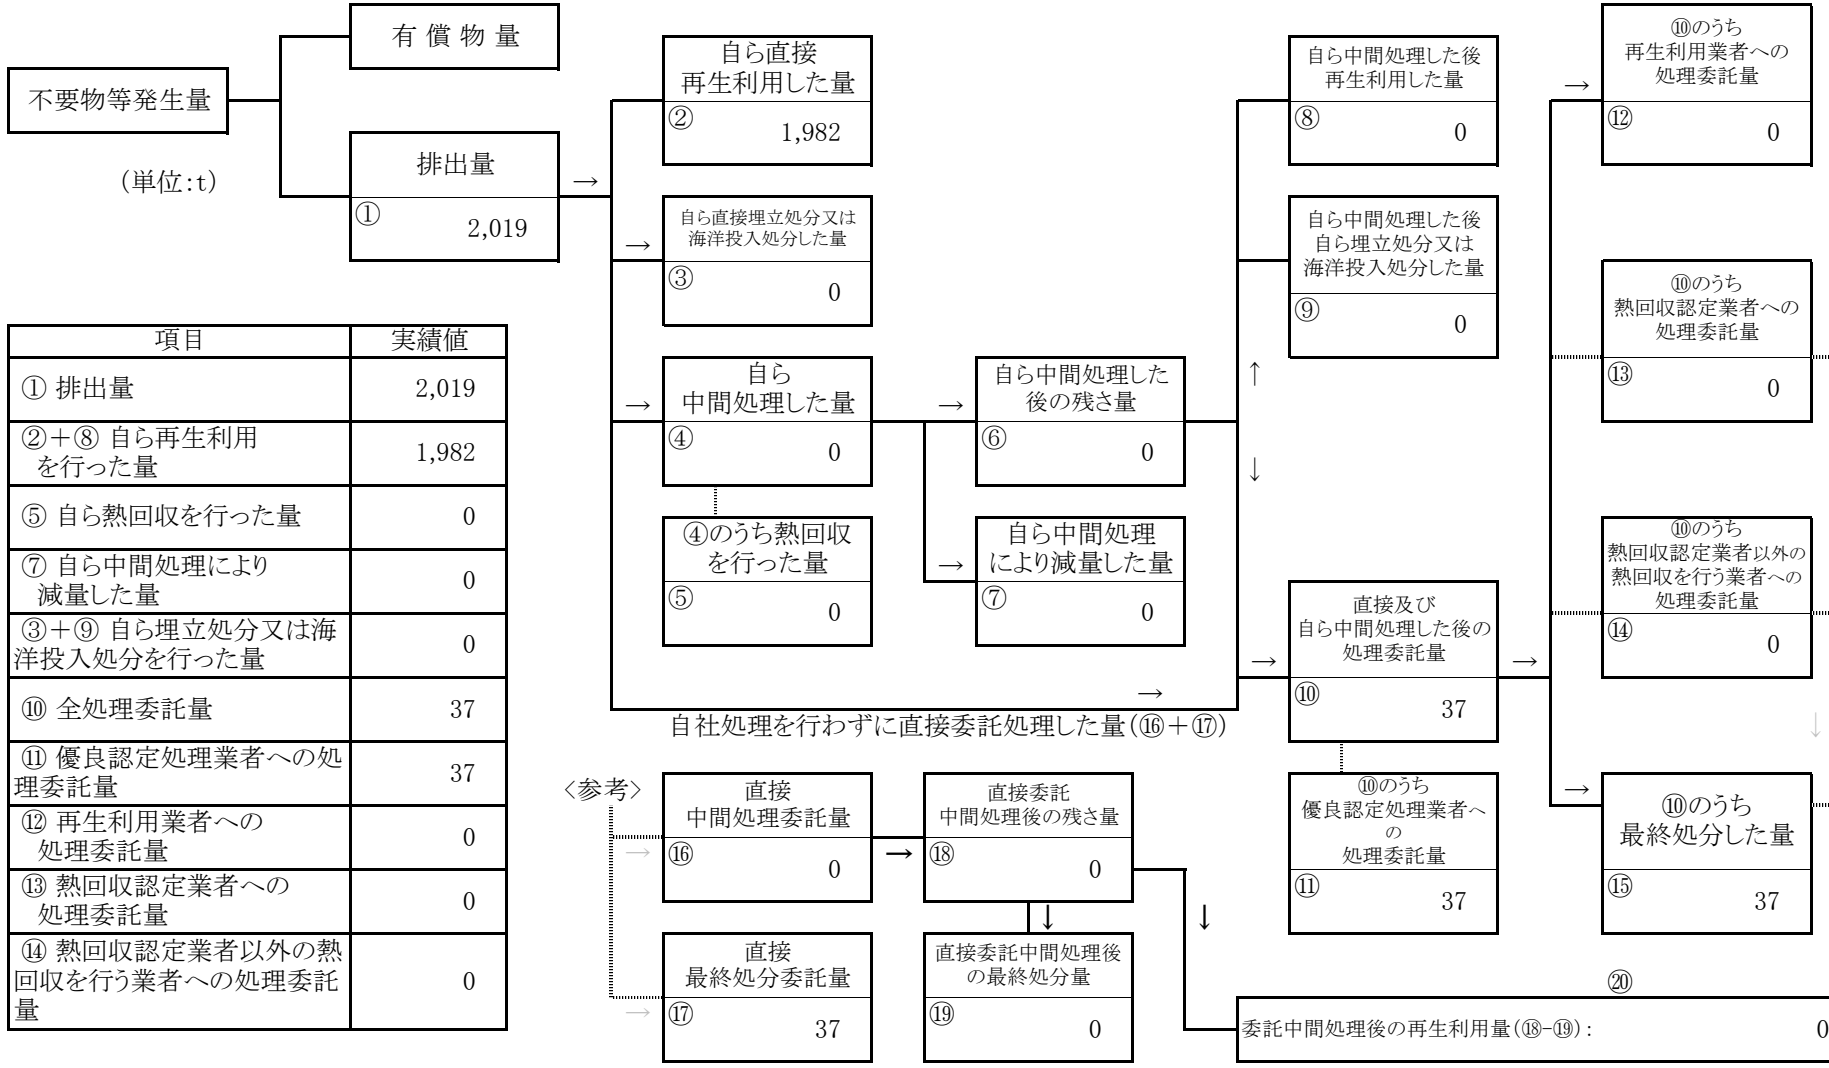 有 償 物 量
不要物等発生量
(単位:t)
排出量
①
2,019
→
自ら直接
再生利用した量
②
1,982
→
自ら直接埋立処分又は
海洋投入処分した量
③
0
→
自ら
中間処理した量
④
0
④のうち熱回収
を行った量
⑤
0
→
自ら中間処理した
後の残さ量
⑥
0
→
自ら中間処理
により減量した量
⑦
0
自ら中間処理した後
再生利用した量
⑧
0
自ら中間処理した後
自ら埋立処分又は
海洋投入処分した量
⑨
0
↑
↓
→
自社処理を行わずに直接委託処理した量(⑯+⑰)
→
直接及び
自ら中間処理した後の
処理委託量
⑩
37
⑩のうち
優良認定処理業者へ
の
処理委託量
⑪
37
→
→
⑩のうち
再生利用業者への
処理委託量
⑫
0
⑩のうち
熱回収認定業者への
処理委託量
⑬
0
⑩のうち
熱回収認定業者以外の
熱回収を行う業者への
処理委託量
⑭
0
↓
→
⑩のうち
最終処分した量
⑮
37
項目 実績値
① 排出量 2,019
②+⑧ 自ら再生利用
を行った量 1,982
⑤ 自ら熱回収を行った量 0
⑦ 自ら中間処理により
減量した量 0
③+⑨ 自ら埋立処分又は海
洋投入処分を行った量 0
⑩ 全処理委託量 37
⑪ 優良認定処理業者への処
理委託量 37
⑫ 再生利用業者への
処理委託量 0
⑬ 熱回収認定業者への
処理委託量 0
⑭ 熱回収認定業者以外の熱
回収を行う業者への処理委託
量 0
<参考>
→
直接
中間処理委託量
⑯
0
→
直接委託
中間処理後の残さ量
⑱
0
↓
↓
→
直接
最終処分委託量
⑰
37
直接委託中間処理後
の最終処分量
⑲
0
⑳
委託中間処理後の再生利用量(⑱-⑲): 0